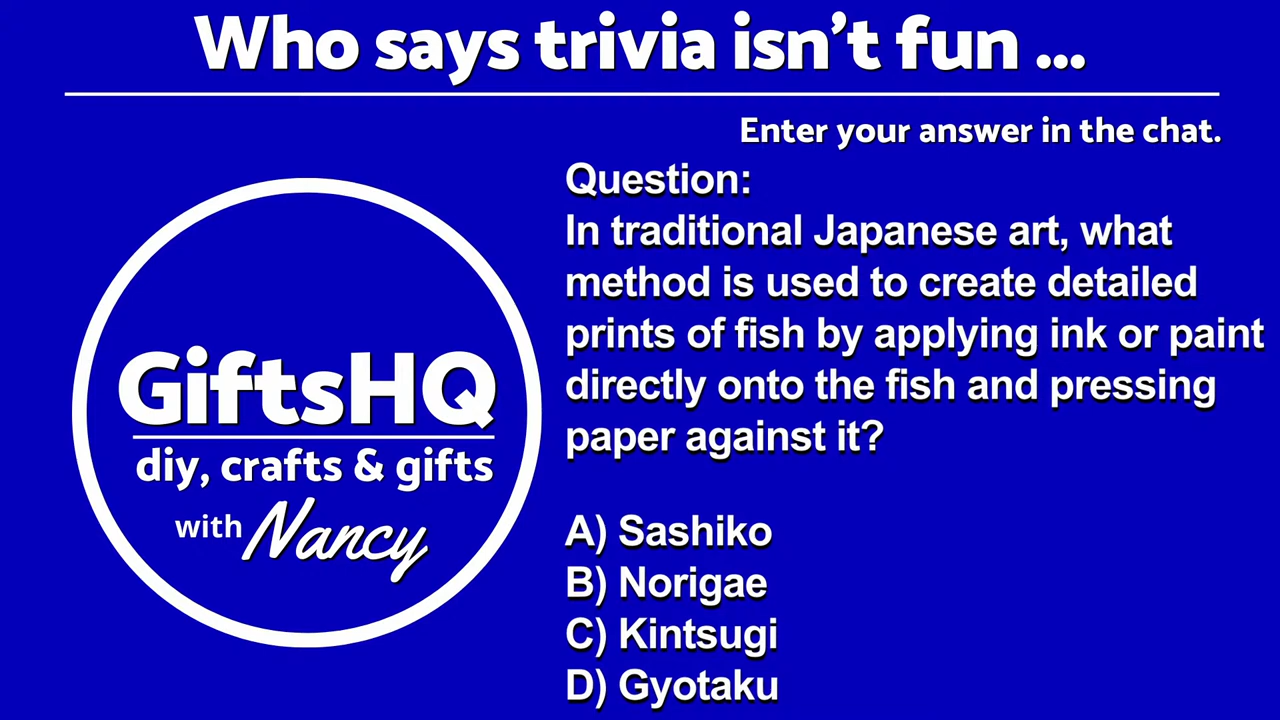 Who says trivia isn't fun ...
Enter your answer in the chat.
GiftsHQ
diy, crafts & gifts
with Nancy
Question:
In traditional Japanese art, what
method is used to create detailed
prints of fish by applying ink or paint
directly onto the fish and pressing
paper against it?
A) Sashiko
B) Norigae
C) Kintsugi
D) Gyotaku